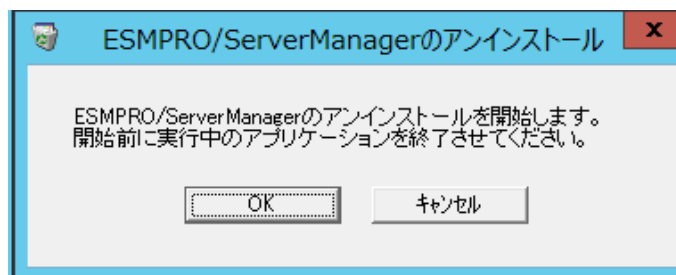 ESMPRO/ServerManagerのアンインストール
x
ESMPRO/ServerManagerのアンインストールを開始します。
開始前に実行中のアプリケーションを終了させてください。
OK
キャンセル